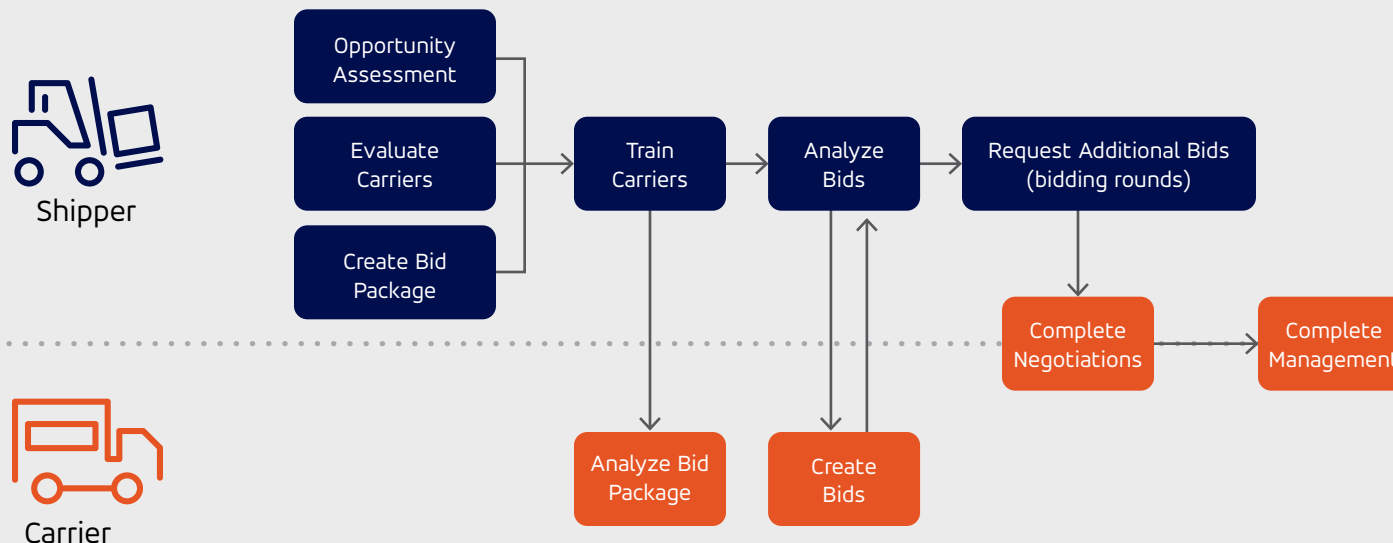 Opportunity
Assessment
Evaluate
Carriers
Create Bid
Package
Train
Carriers
Analyze
Bids
Request Additional Bids
(bidding rounds)
Shipper
Complete
Negotiations
Complete
Management
Analyze Bid
Package
Create
Bids
Carrier